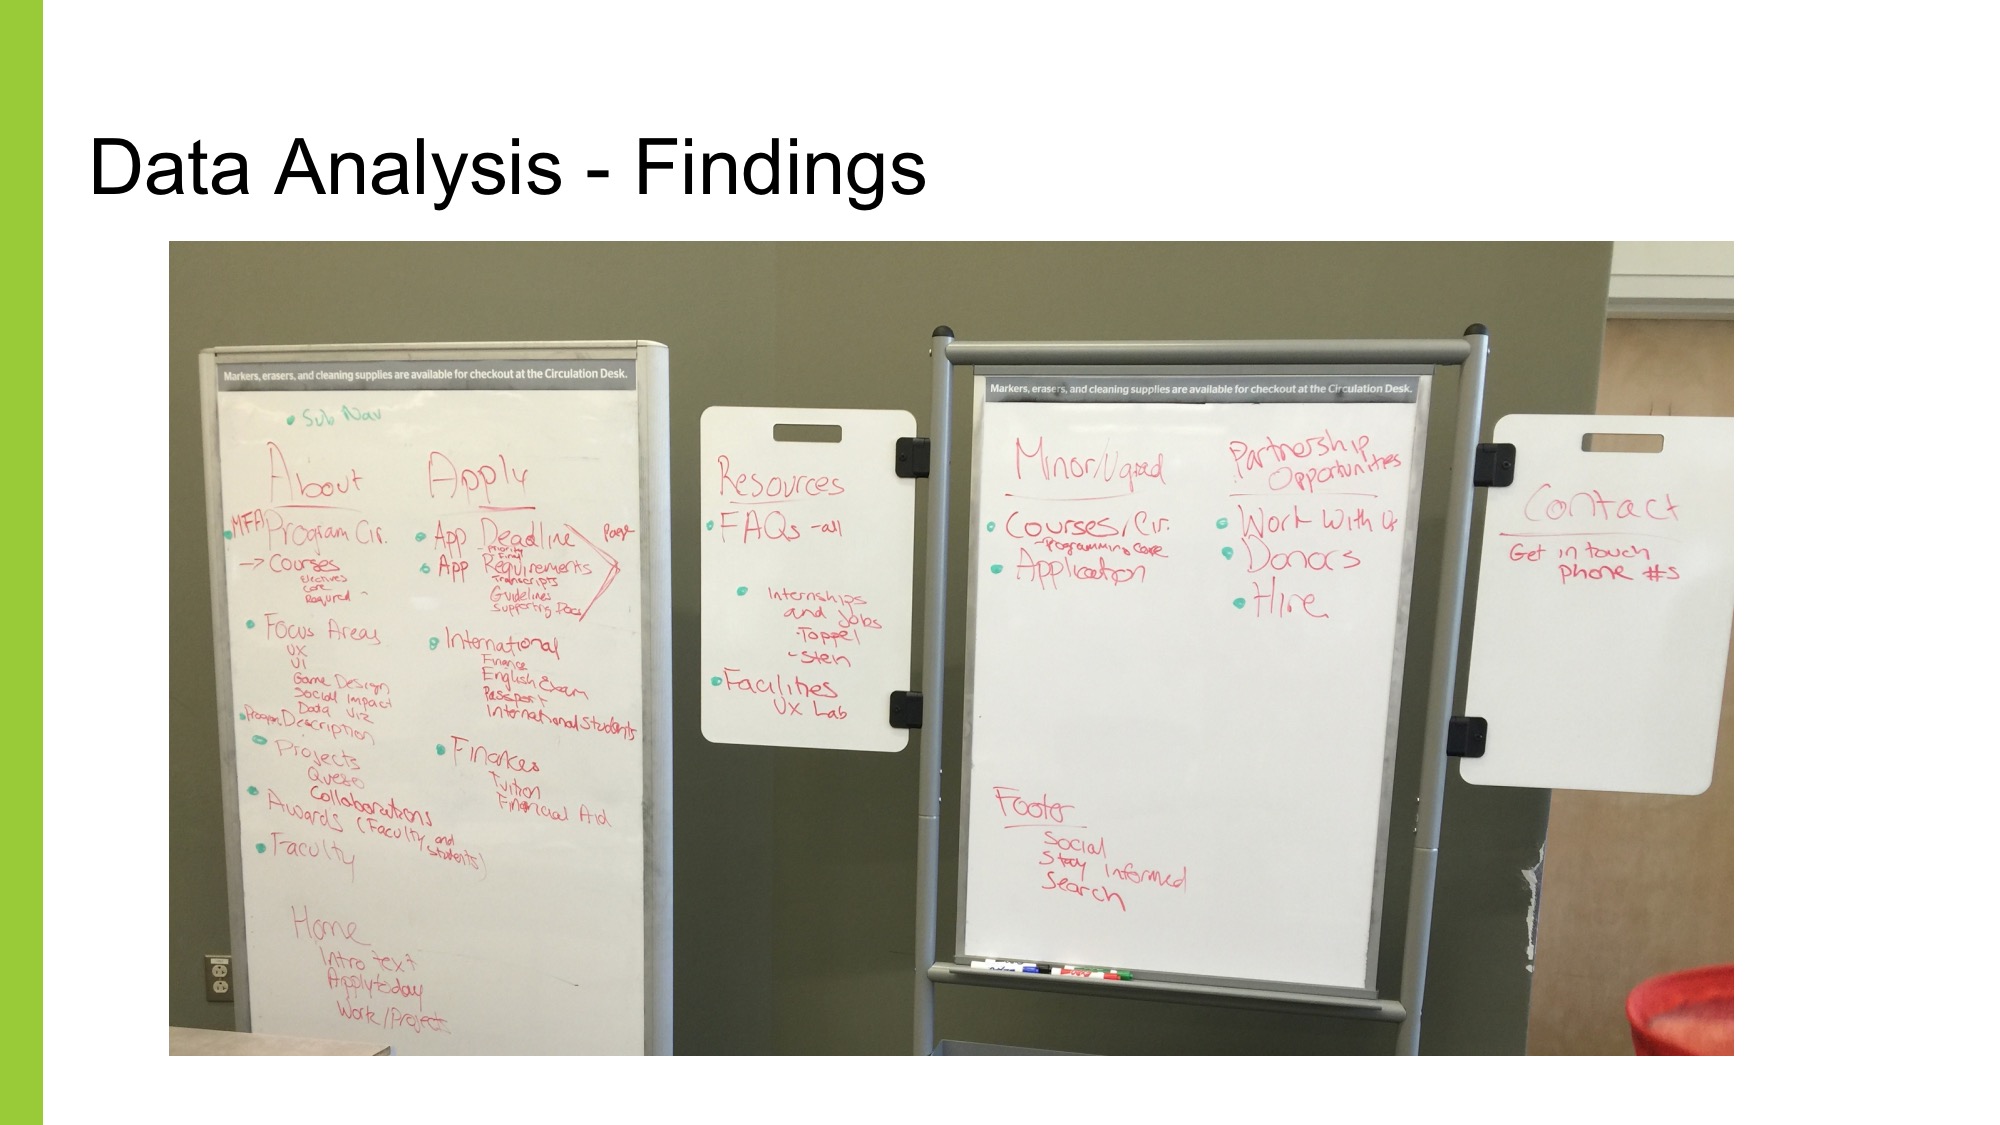 Data Analysis - Findings
Markers, erasers, and cleaning supplies are available for checkout at the Circulation Desk.
Sub Nav
About
MFA Program Cir.
-> Courses
Electives
Core
Required
Focus Areas
UX
UI
Game Design
Social Impact
Data Viz
Program Description
Projects
Collaborations
Awards (Faculty and
students)
Faculty
Home
Intro text
Apply today
Work/Projects
Apply
App Deadline
- Priority
- Final
App Requirements
Transcripts
Guidelines
Supporting Docs
Page
International
Finance
English Exam
Passport
International Students
Finances
Tuition
Financial Aid
Resources
FAQs - all
Internships
and jobs
- Toppel
Facilities
UX Lab
Markers, erasers, and cleaning supplies are available for checkout at the Circulation Desk.
Minor/Ugrad
Courses/Cir.
- Programming core
Application
Partnership
Opportunities
Work With Us
Donors
Hire
Footer
Social
Stay Informed
Search
Contact
Get in touch
phone #s